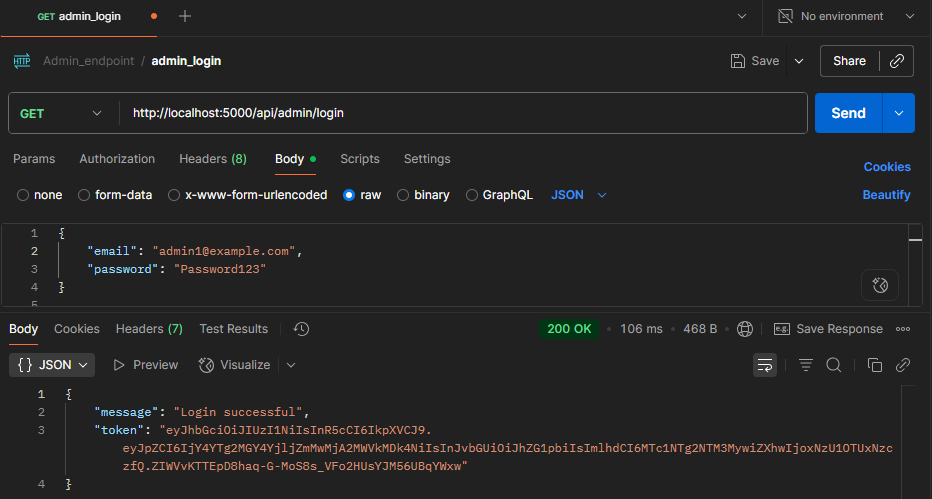 GET admin_login
No environment
HTTP Admin_endpoint / admin_login
Save
Share
GET http://localhost:5000/api/admin/login
Send
Params Authorization Headers (8) Body Scripts Settings
Cookies
none form-data x-www-form-urlencoded raw binary GraphQL JSON
Beautify
1 {
2 "email": "admin1@example.com",
3 "password": "Password123"
4 }
5
Body Cookies Headers (7) Test Results
200 OK • 106 ms • 468 B
e.g. Save Response
{} JSON Preview Visualize
1 {
2 "message": "Login successful",
3 "token": "eyJhbGciOiJIUzI1NiIsInR5cCI6IkpXVCJ9.
eyJpZCI6IjY4YTg2MGY4YjljZmMwMjA2MWVkMDk4NiIsInJvbGUiOiJhZG1pbiIsImlhdCI6MTc1NTg2NTM3MywiZXhwIjoxNzU1OTUxNzc
zfQ.ZIWVvKTTEpD8haq-G-MoS8s_VFo2HUsYJM56UBqYWxw"
4 }